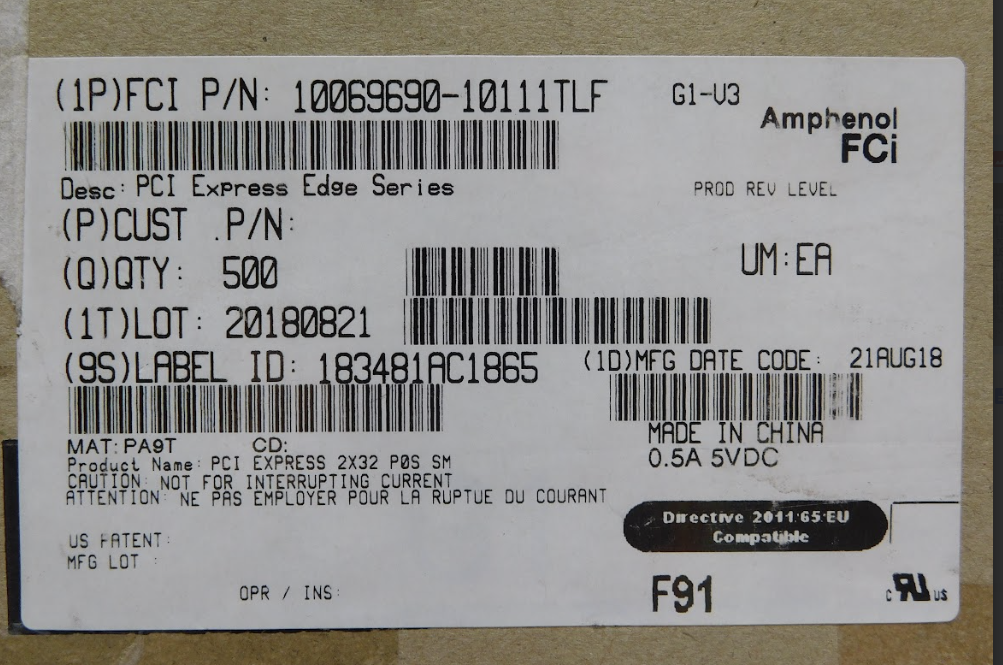 (1P)FCI P/N: 10069690-10111TLF
G1-V3
Amphenol
FCi
Desc: PCI Express Edge Series
PROD REV LEVEL
(P)CUST .P/N:
(Q)QTY: 500
UM:EA
(1T)LOT: 20180821
(9S)LABEL ID: 183481AC1865
(1D)MFG DATE CODE: 21AUG18
MADE IN CHINA
MAT: PA9T CD:
0.5A 5VDC
Product Name: PCI EXPRESS 2X32 P0S SM
CAUTION: NOT FOR INTERRUPTING CURRENT
ATTENTION: NE PAS EMPLOYER POUR LA RUPTUE DU COURANT
Directive 2011/65/EU
Compatible
US PATENT:
MFG LOT :
OPR / INS:
F91
c RU us